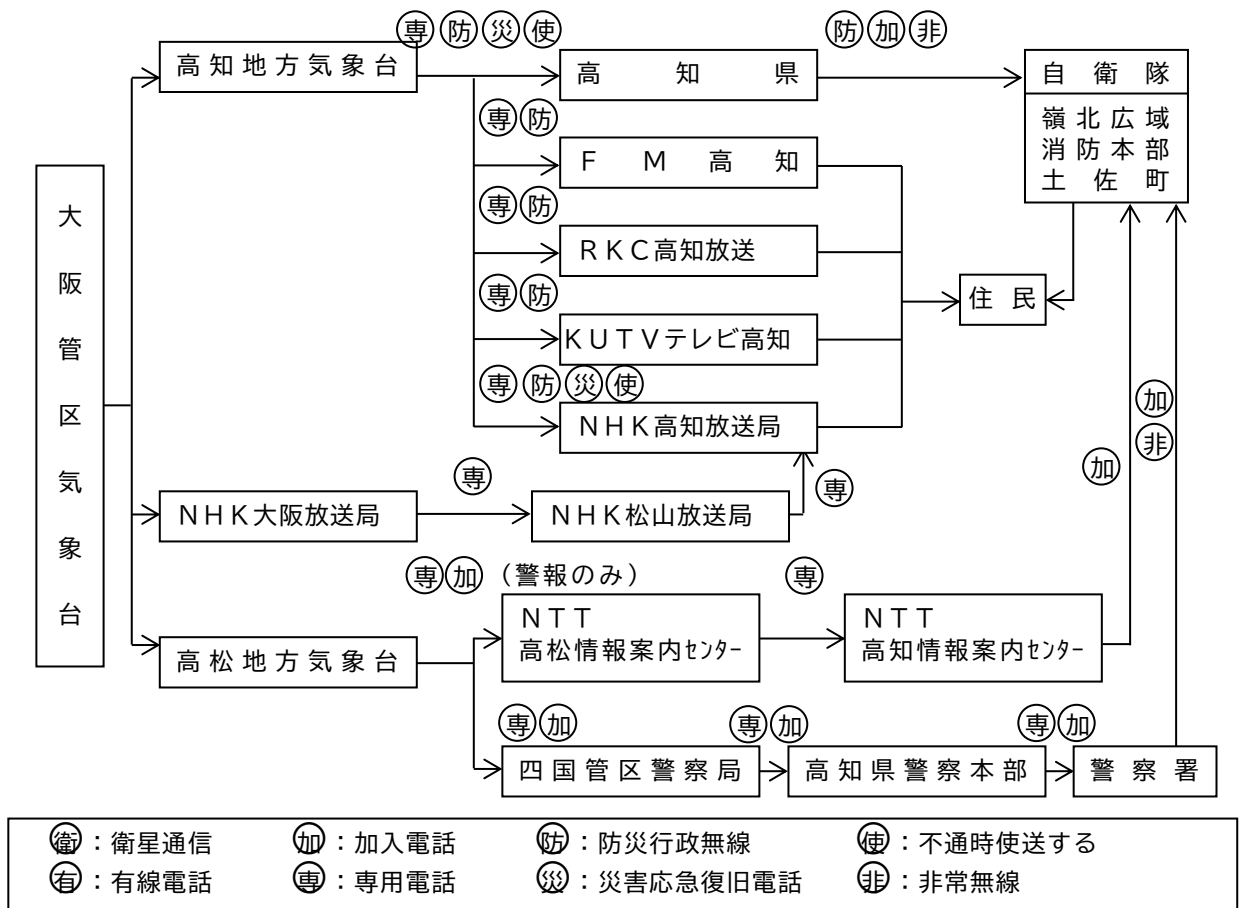 専 防 災 使
防 加 非
高知地方気象台
高知県
自衛隊
嶺北広域
消防本部
土佐町
専 防
FM高知
専 防
RKC高知放送
専 防
KUTVテレビ高知
専 防 災 使
NHK高知放送局
住民
大阪管区気象台
加
非
加
専
専
NHK大阪放送局
NHK松山放送局
専 加 (警報のみ)
専
高松地方気象台
NTT
高松情報案内センター
NTT
高知情報案内センター
専 加
専 加
専 加
四国管区警察局
高知県警察本部
警察署
衛:衛星通信 加:加入電話 防:防災行政無線 使:不通時使送する
有:有線電話 専:専用電話 災:災害応急復旧電話 非:非常無線